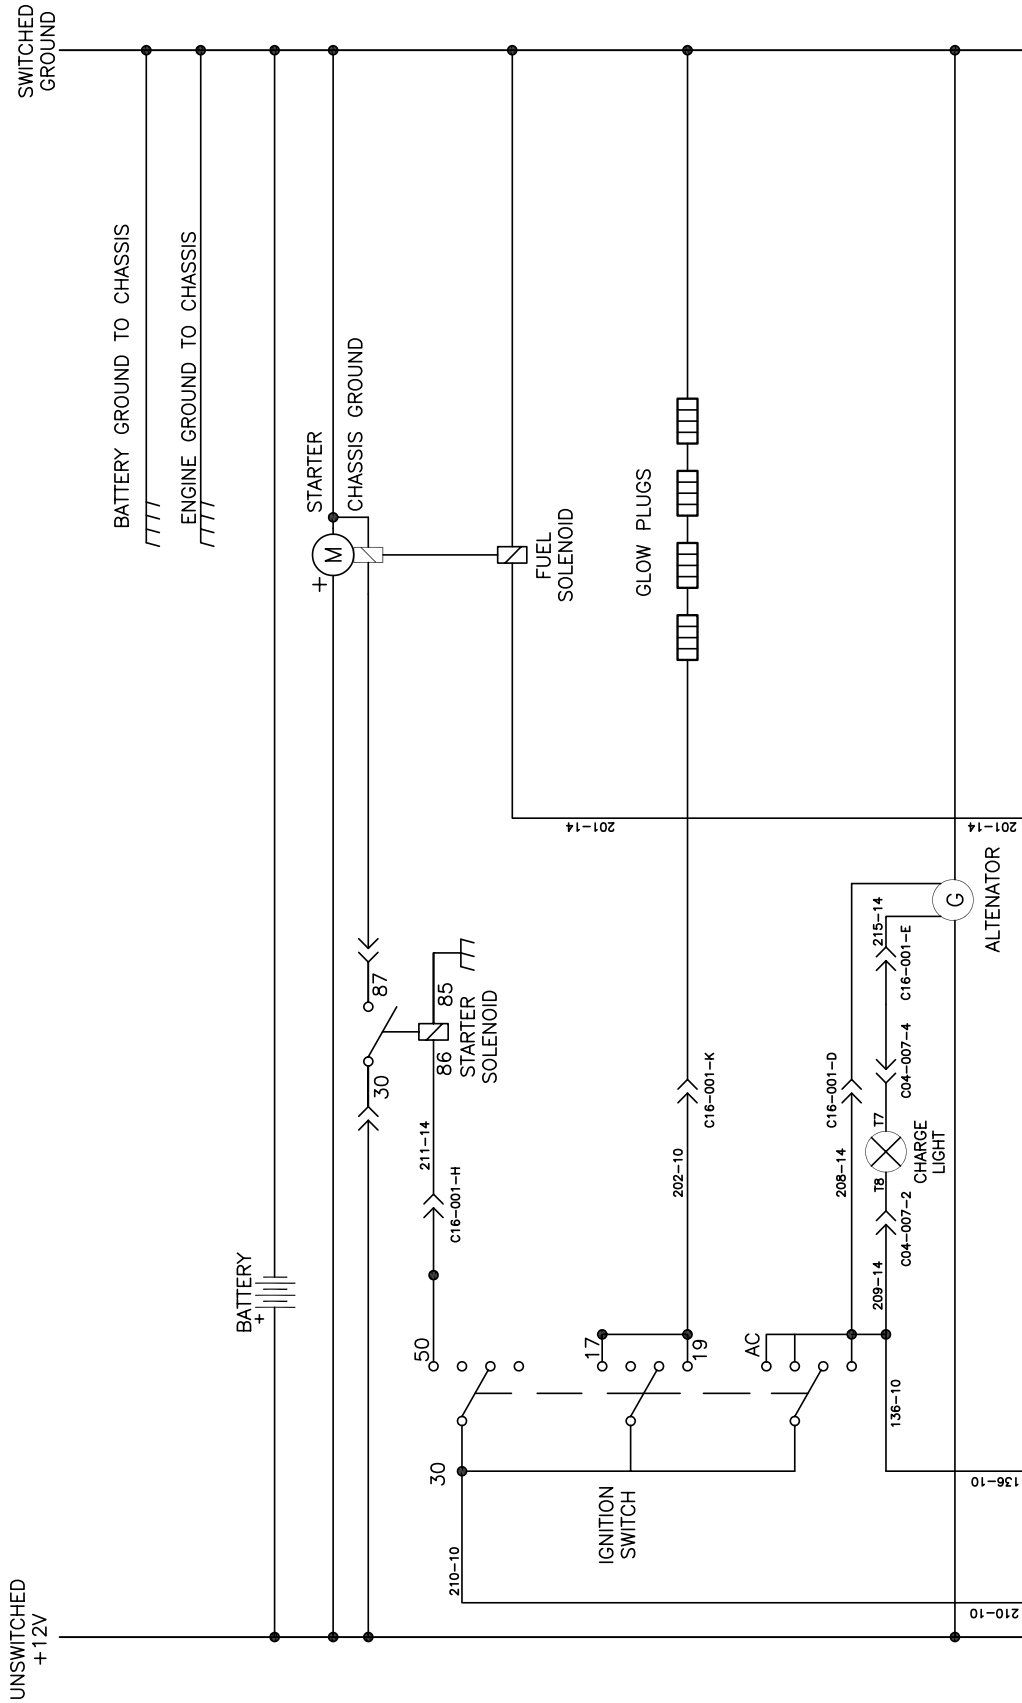 SWITCHED
GROUND
BATTERY GROUND TO CHASSIS
ENGINE GROUND TO CHASSIS
STARTER
CHASSIS GROUND
M
+
FUEL
SOLENOID
GLOW PLUGS
201-14
201-14
ALTENATOR
G
215-14
C16-001-E
87
30
85
86
STARTER
SOLENOID
211-14
C16-001-H
C16-001-K
202-10
C16-001-D
208-14
C04-007-4
T7
T8
CHARGE
LIGHT
C04-007-2
209-14
BATTERY
+
50
17
19
AC
136-10
136-10
30
IGNITION
SWITCH
210-10
210-10
UNSWITCHED
+12V